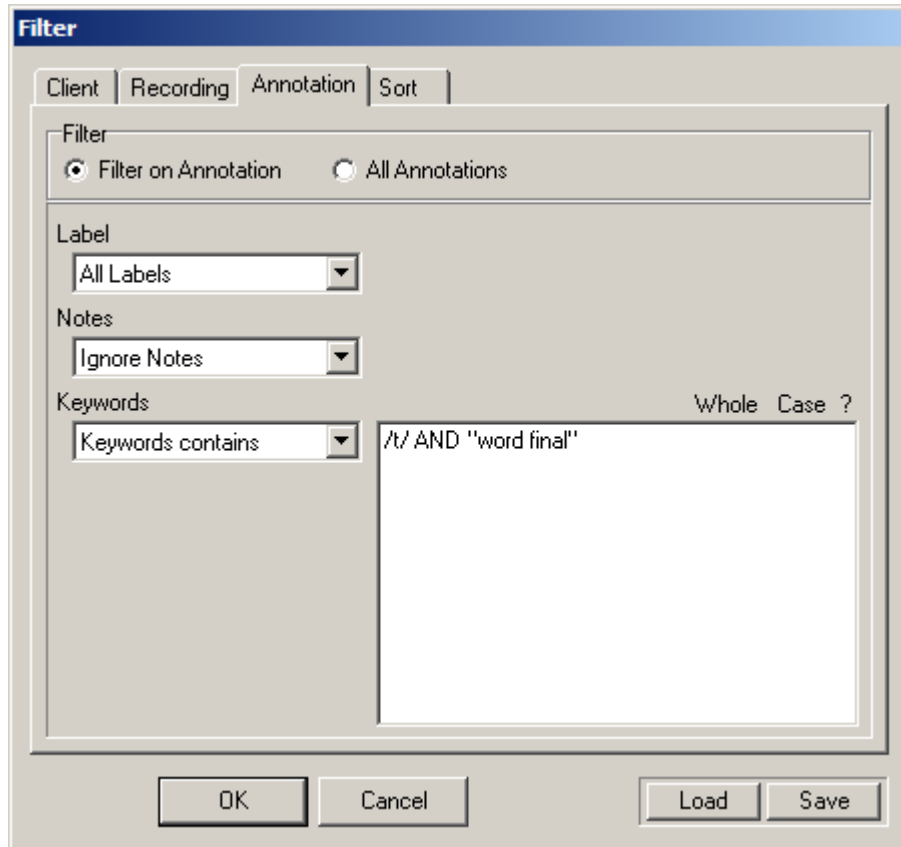 Filter
Client Recording Annotation Sort
Filter
Filter on Annotation All Annotations
Label
All Labels
Notes
Ignore Notes
Keywords
Whole Case ?
Keywords contains
/t/ AND "word final"
OK Cancel Load Save